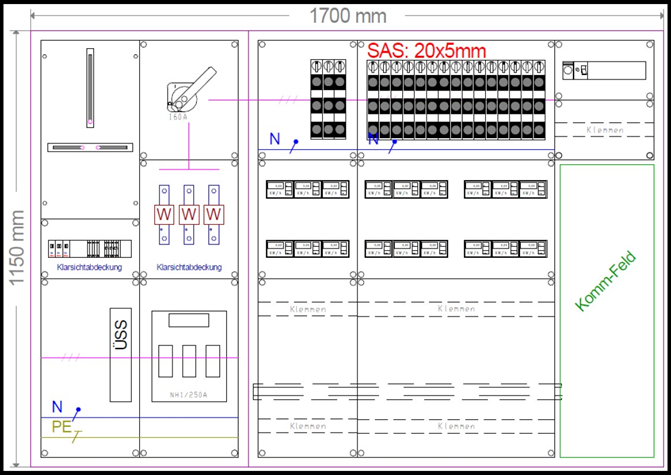 1700 mm
1150 mm
SAS: 20x5mm
160A
N
N
Klemmen
W W W
Klarsichtabdeckung
Klarsichtabdeckung
Klemmen
Klemmen
Komm-Feld
ÜSS
NH1/250A
N
PE
Klemmen
Klemmen